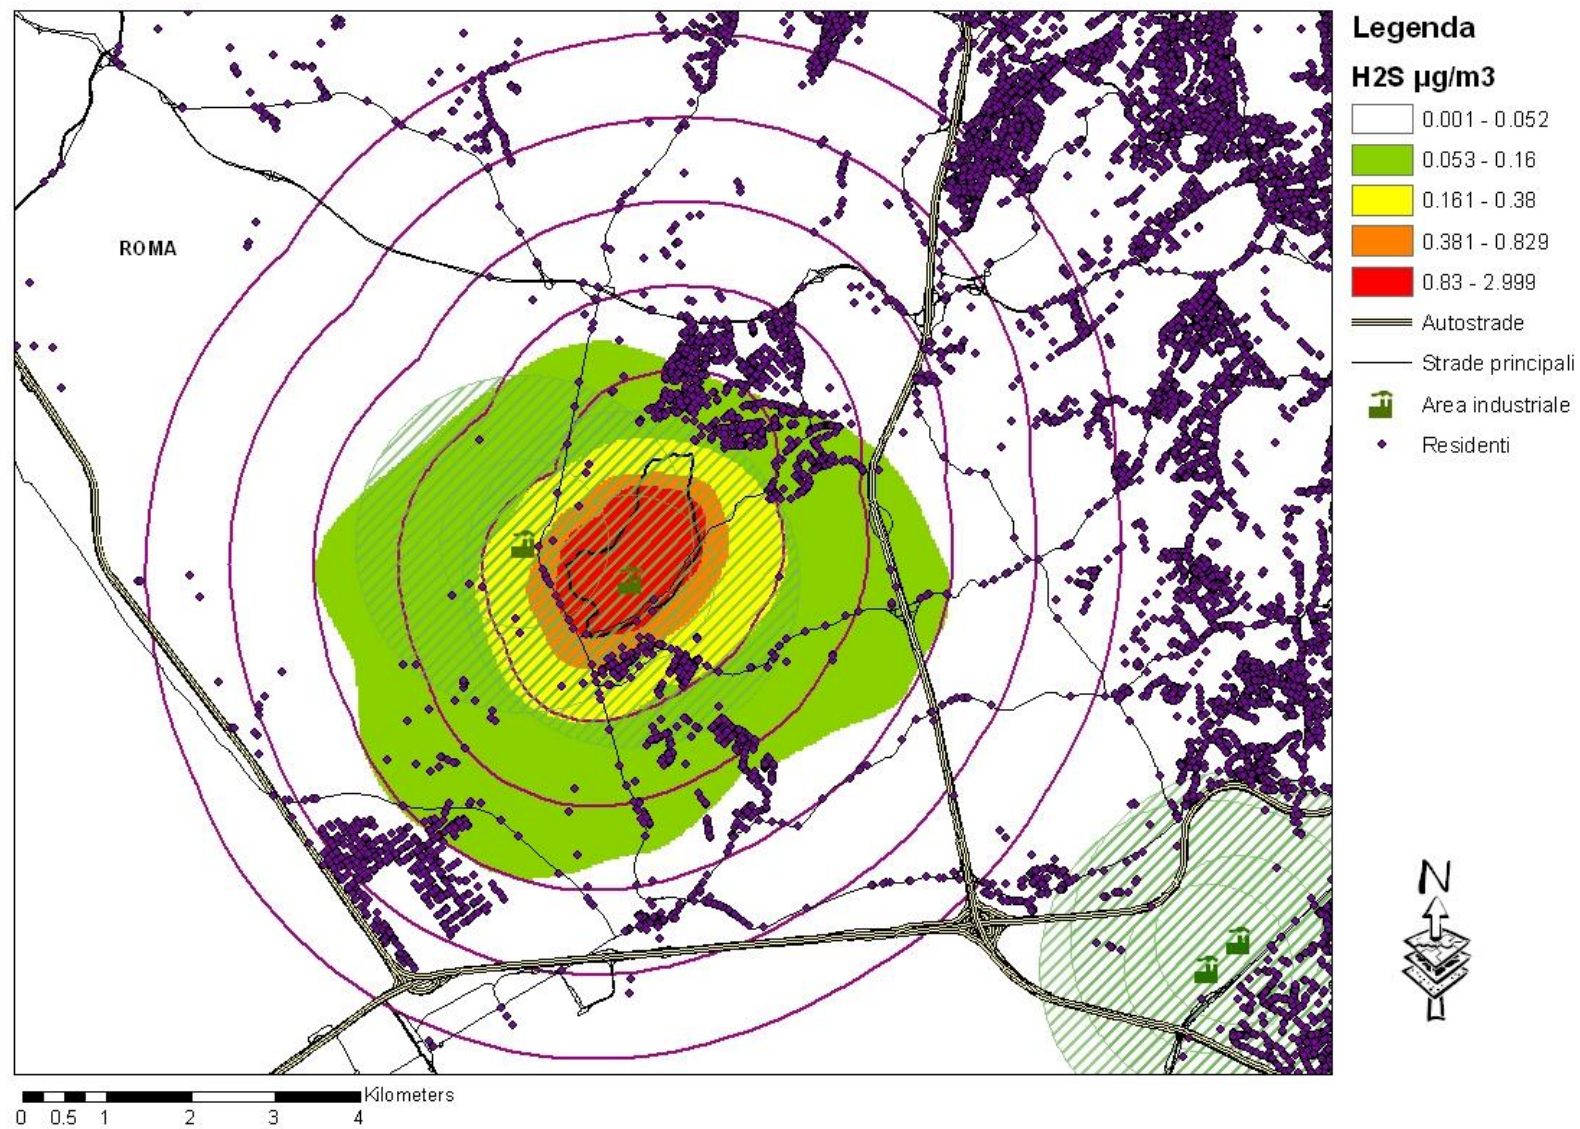 Legenda
H2S µg/m3
0.001 - 0.052
0.053 - 0.16
0.161 - 0.38
0.381 - 0.829
0.83 - 2.999
Autostrade
Strade principali
Area industriale
Residenti
ROMA
N
Kilometers
0 0.5 1 2 3 4